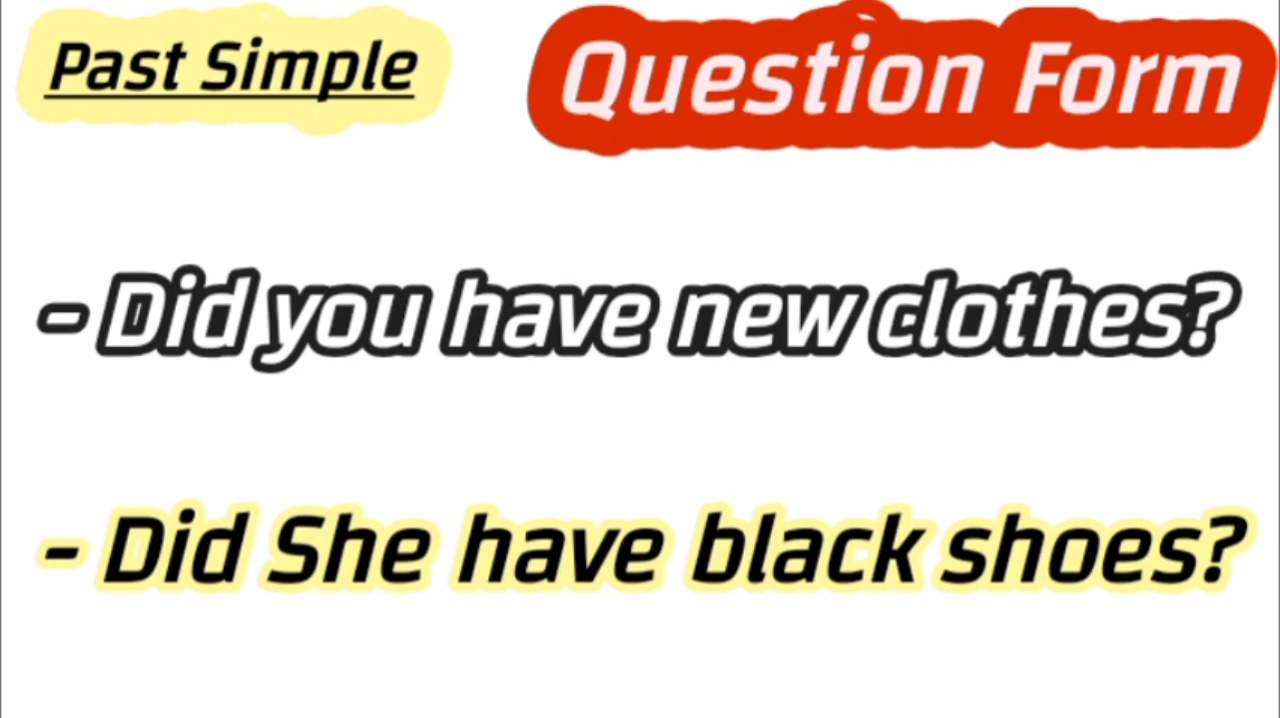 Past Simple
Question Form
- Did you have new clothes?
- Did She have black shoes?